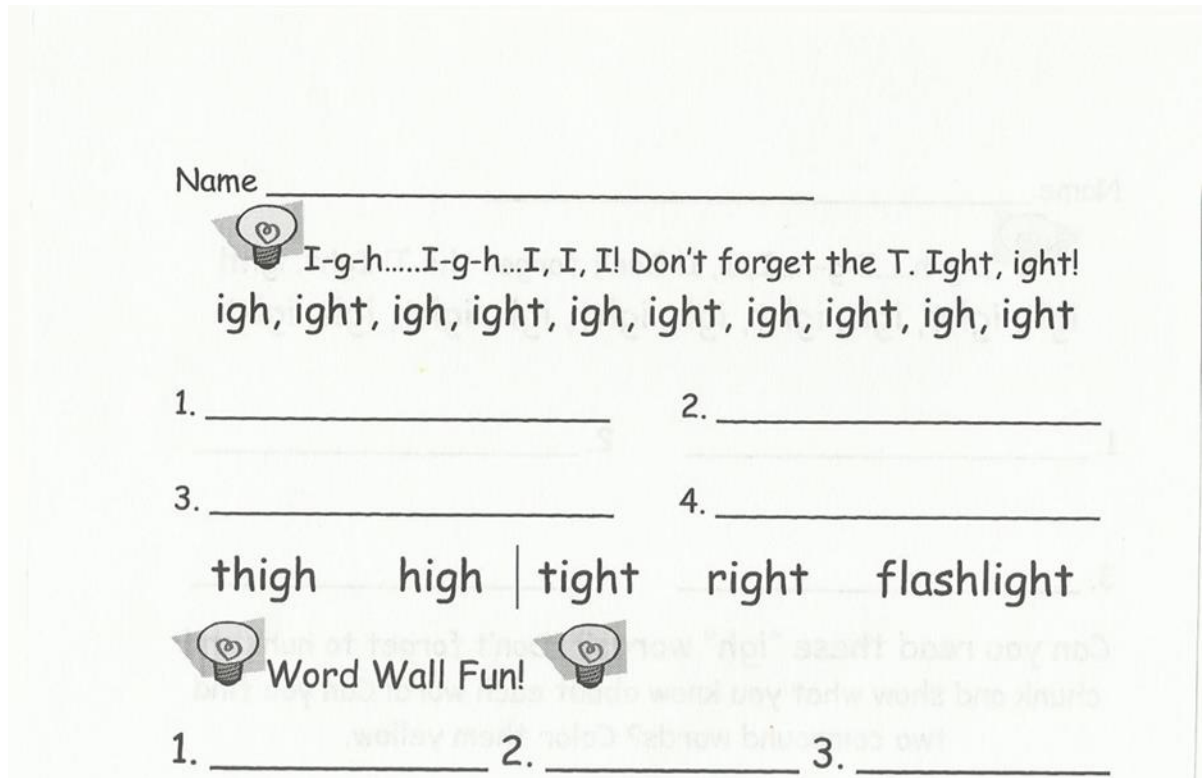 Name
I-g-h.....I-g-h...I, I, I! Don't forget the T. Ight, ight!
igh, ight, igh, ight, igh, ight, igh, ight, igh, ight
1. 2.
3. 4.
thigh high tight right flashlight
Word Wall Fun!
1. 2. 3.